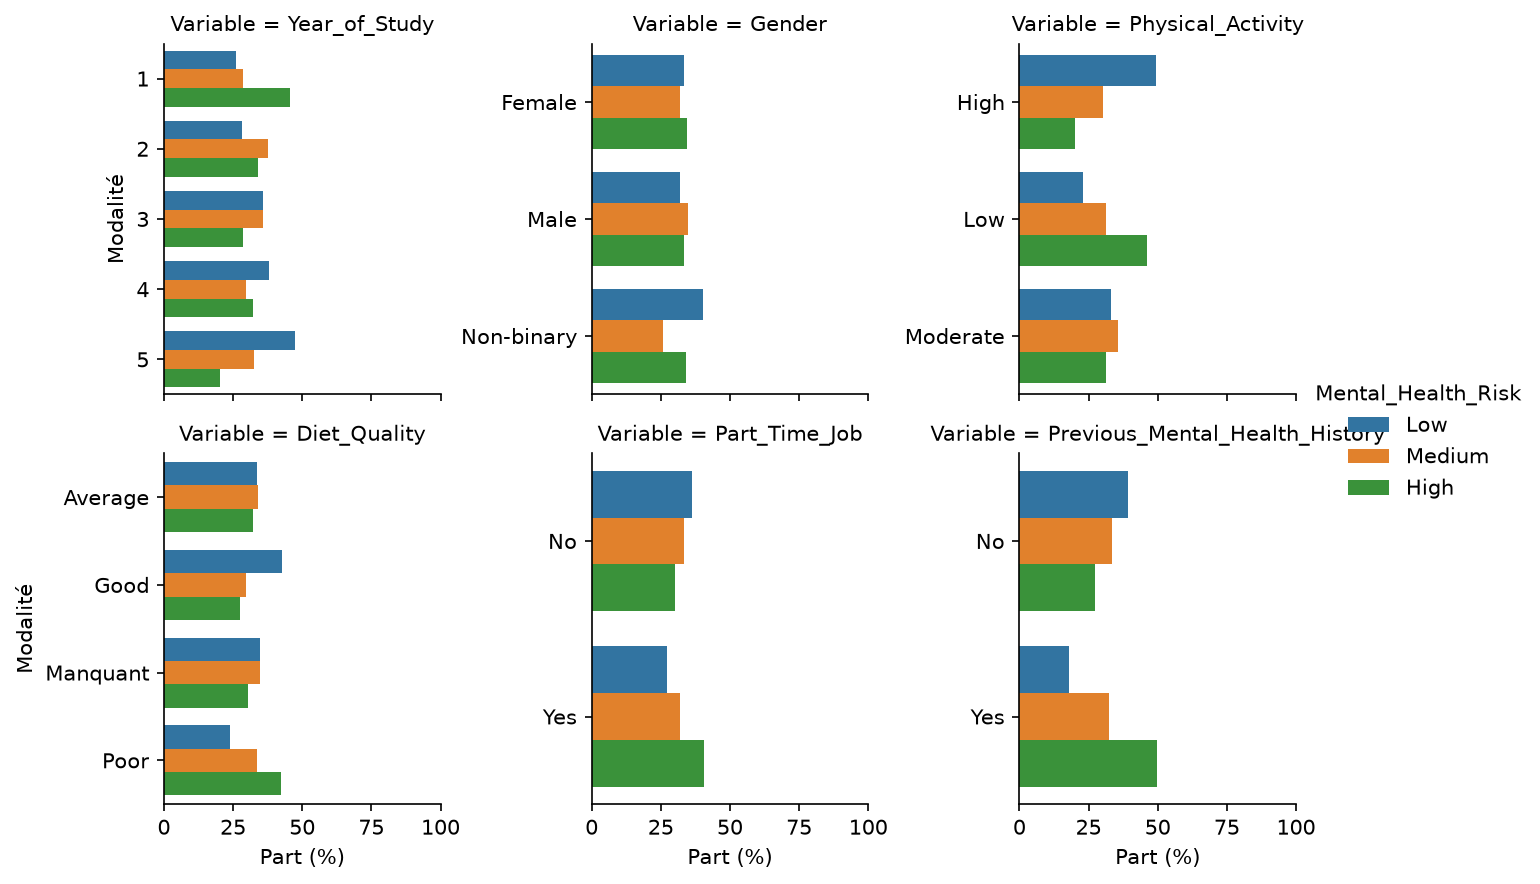 Variable = Year_of_Study
Variable = Gender
Variable = Physical_Activity
Modalité
1
2
3
4
5
Female
Male
Non-binary
High
Low
Moderate
Mental_Health_Risk
Low
Medium
High
Variable = Diet_Quality
Variable = Part_Time_Job
Variable = Previous_Mental_Health_History
Modalité
Average
Good
Manquant
Poor
No
Yes
No
Yes
0 25 50 75 100
0 25 50 75 100
0 25 50 75 100
Part (%)
Part (%)
Part (%)